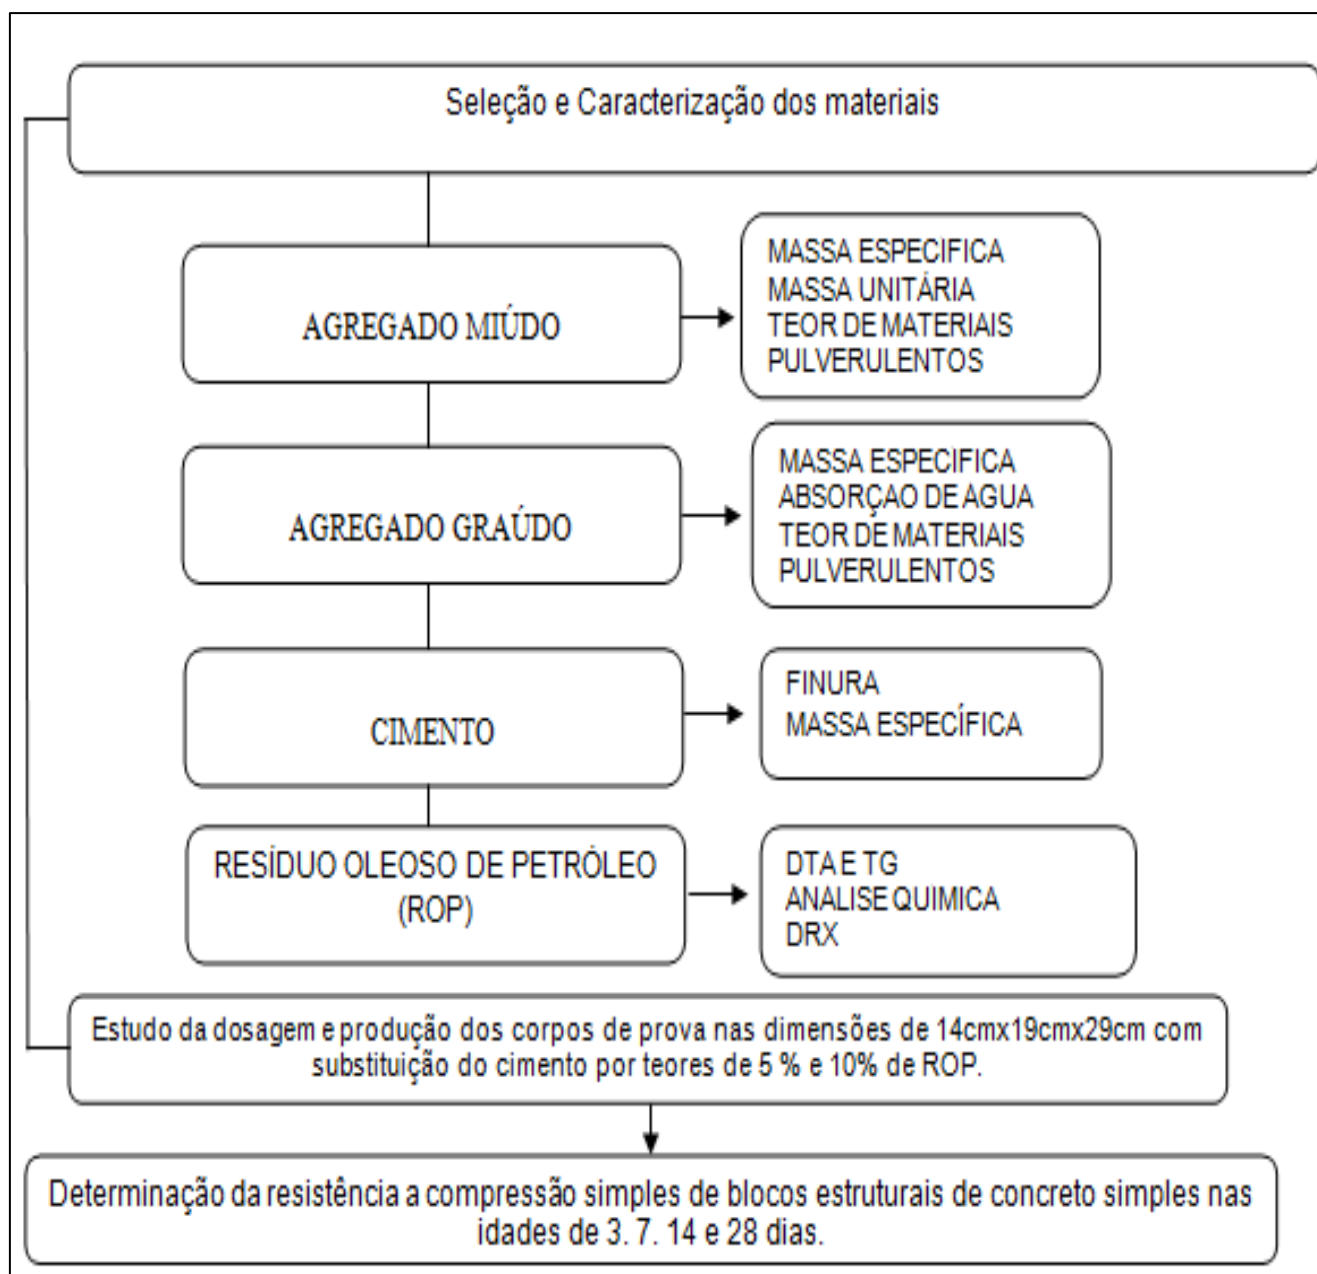 Seleção e Caracterização dos materiais
AGREGADO MIÚDO
MASSA ESPECIFICA
MASSA UNITÁRIA
TEOR DE MATERIAIS
PULVERULENTOS
AGREGADO GRAÚDO
MASSA ESPECIFICA
ABSORÇAO DE AGUA
TEOR DE MATERIAIS
PULVERULENTOS
CIMENTO
FINURA
MASSA ESPECÍFICA
RESÍDUO OLEOSO DE PETRÓLEO
(ROP)
DTA E TG
ANALISE QUIMICA
DRX
Estudo da dosagem e produção dos corpos de prova nas dimensões de 14cmx19cmx29cm com
substituição do cimento por teores de 5 % e 10% de ROP.
Determinação da resistência a compressão simples de blocos estruturais de concreto simples nas
idades de 3. 7. 14 e 28 dias.